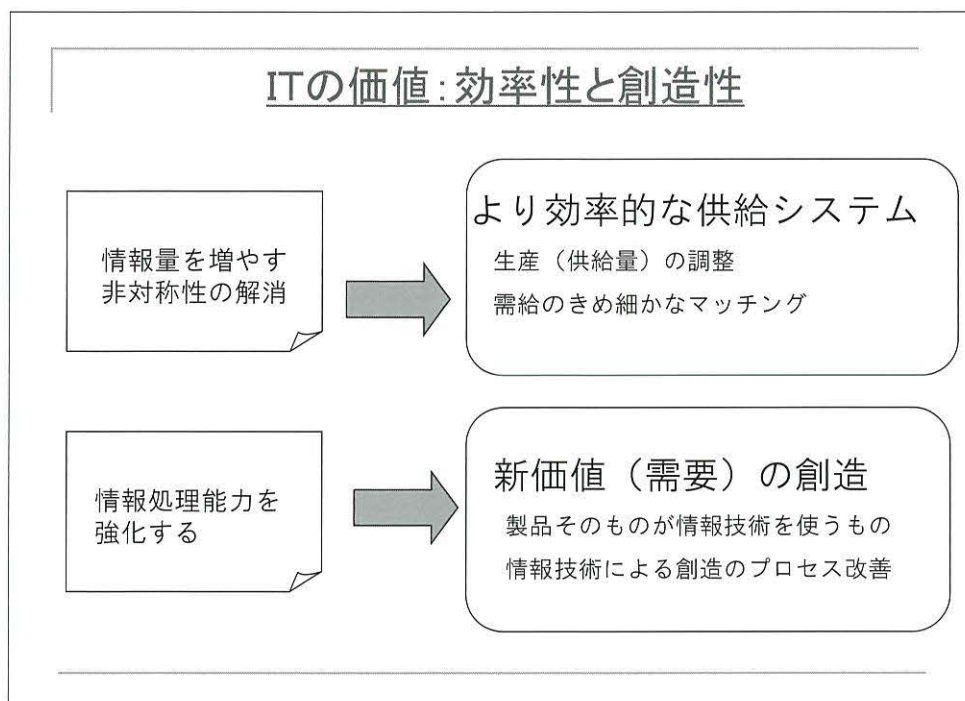 ITの価値:効率性と創造性
情報量を増やす
非対称性の解消
より効率的な供給システム
生産（供給量）の調整
需給のきめ細かなマッチング
情報処理能力を
強化する
新価値（需要）の創造
製品そのものが情報技術を使うもの
情報技術による創造のプロセス改善